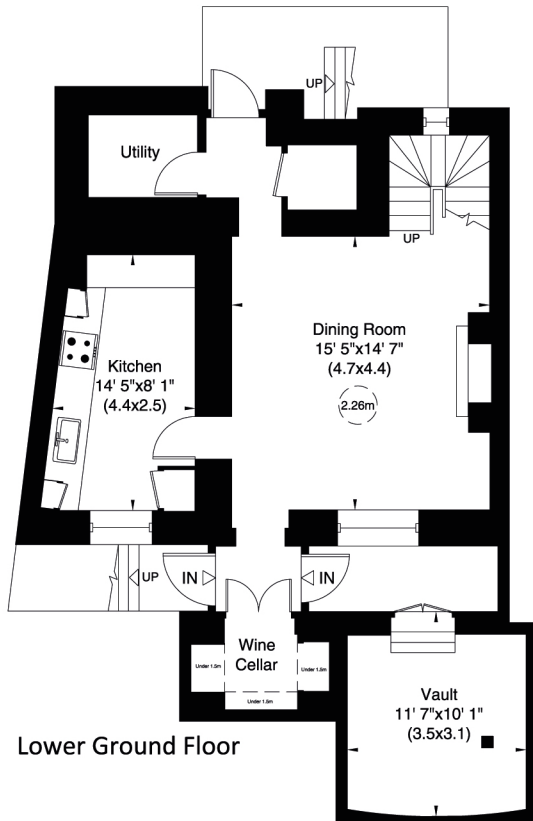 UP
Utility
UP
Dining Room
15' 5"x14' 7"
(4.7x4.4)
2.26m
Kitchen
14' 5"x8' 1"
(4.4x2.5)
UP
IN
IN
Wine
Cellar
Under 1.5m
Under 1.5m
Under 1.5m
Vault
11' 7"x10' 1"
(3.5x3.1)
Lower Ground Floor